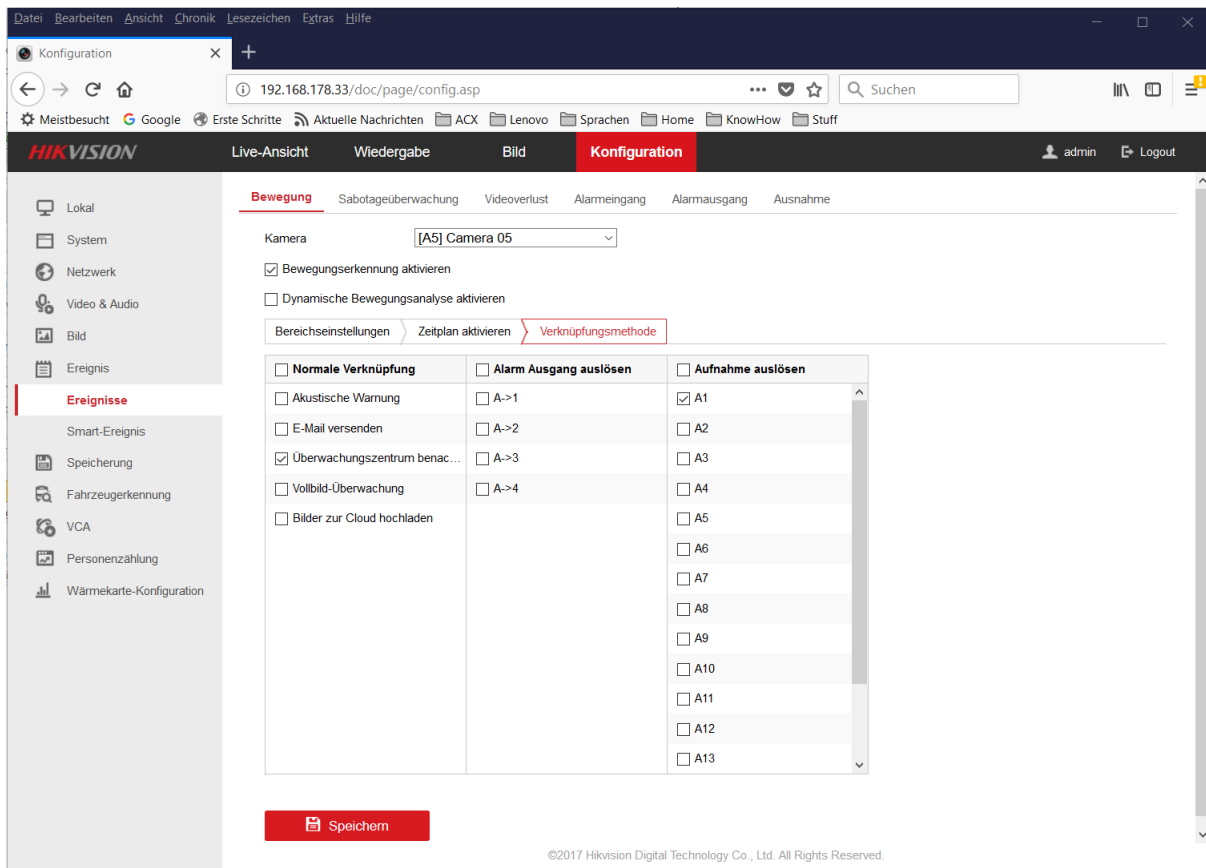 Datei Bearbeiten Ansicht Chronik Lesezeichen Extras Hilfe
Konfiguration
192.168.178.33/doc/page/config.asp
Suchen
Meistbesucht Google Erste Schritte Aktuelle Nachrichten ACX Lenovo Sprachen Home KnowHow Stuff
HIKVISION Live-Ansicht Wiedergabe Bild Konfiguration admin Logout
Lokal
System
Netzwerk
Video & Audio
Bild
Ereignis
Ereignisse
Smart-Ereignis
Speicherung
Fahrzeugerkennung
VCA
Personenzählung
Wärmekarte-Konfiguration
Bewegung Sabotageüberwachung Videoverlust Alarmeingang Alarmausgang Ausnahme
Kamera [A5] Camera 05
Bewegungserkennung aktivieren
Dynamische Bewegungsanalyse aktivieren
Bereichseinstellungen Zeitplan aktivieren Verknüpfungsmethode
Normale Verknüpfung Alarm Ausgang auslösen Aufnahme auslösen
Akustische Warnung A->1 A1
E-Mail versenden A->2 A2
Überwachungszentrum benac... A->3 A3
Vollbild-Überwachung A->4 A4
Bilder zur Cloud hochladen A5
A6
A7
A8
A9
A10
A11
A12
A13
Speichern
©2017 Hikvision Digital Technology Co., Ltd. All Rights Reserved.